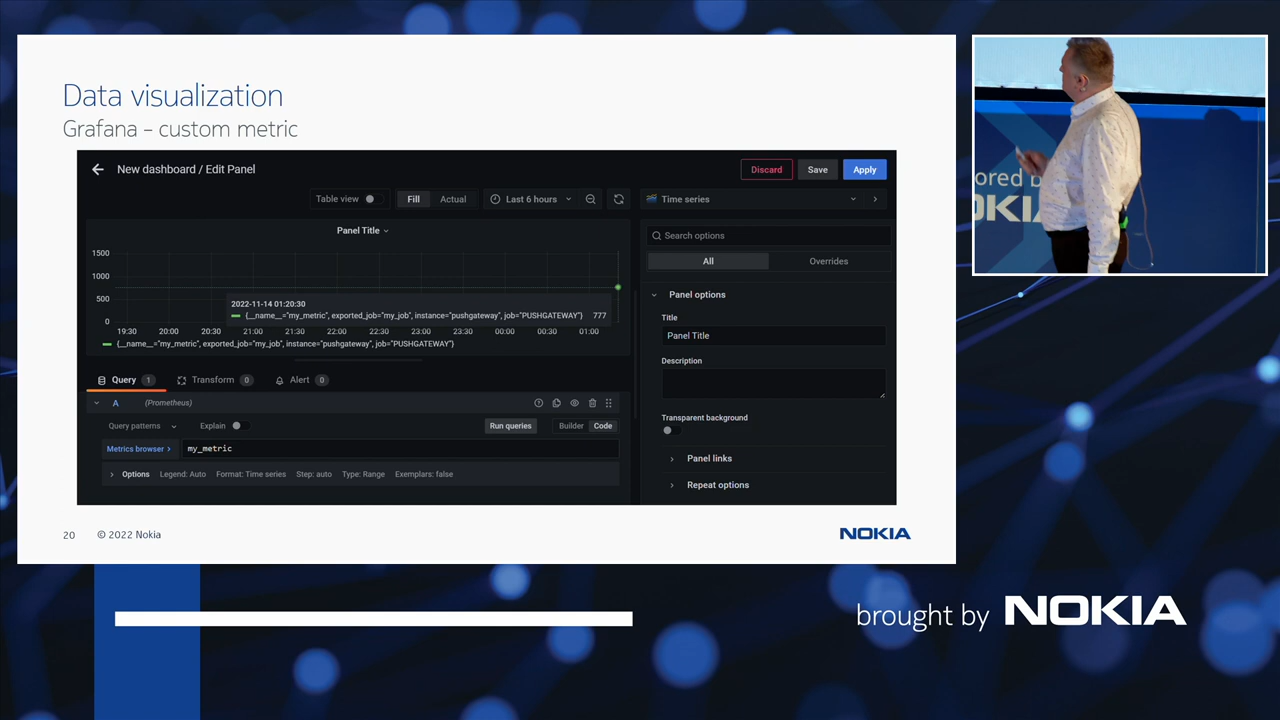 Data visualization
Grafana – custom metric
New dashboard / Edit Panel
Discard
Save
Apply
Table view
Fill
Actual
Last 6 hours
Time series
Panel Title
1500
1000
500
0
2022-11-14 01:20:30
{__name__="my_metric", exported_job="my_job", instance="pushgateway", job="PUSHGATEWAY"} 777
19:30 20:00 20:30 21:00 21:30 22:00 22:30 23:00 23:30 00:00 00:30 01:00
{__name__="my_metric", exported_job="my_job", instance="pushgateway", job="PUSHGATEWAY"}
Query 1
Transform 0
Alert 0
A (Prometheus)
Query patterns
Explain
Run queries
Builder
Code
Metrics browser >
my_metric
Options Legend: Auto Format: Time series Step: auto Type: Range Exemplars: false
Search options
All
Overrides
Panel options
Title
Panel Title
Description
Transparent background
Panel links
Repeat options
20 © 2022 Nokia
NOKIA
ored b
OKIA
brought by NOKIA